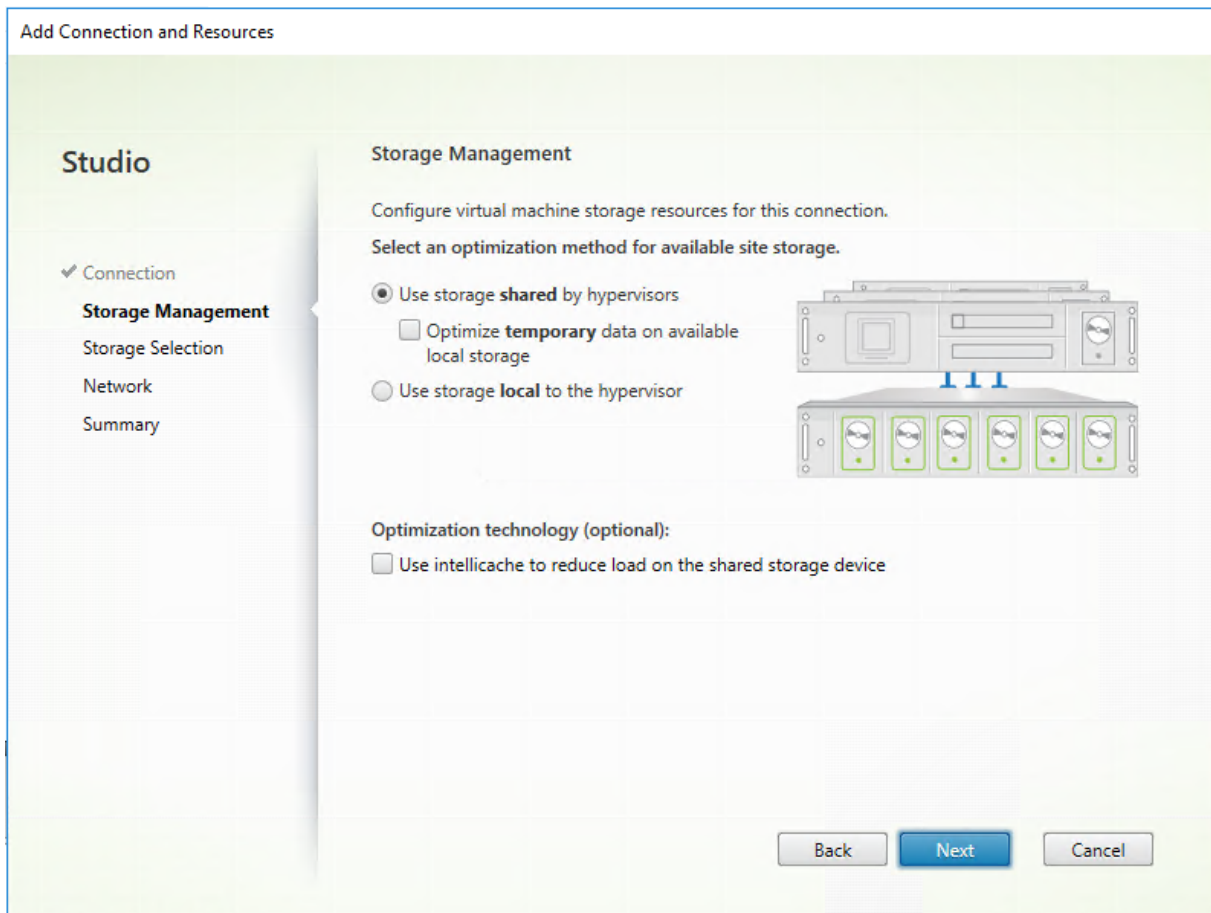 Add Connection and Resources
Studio
Connection
Storage Management
Storage Selection
Network
Summary
Storage Management
Configure virtual machine storage resources for this connection.
Select an optimization method for available site storage.
Use storage shared by hypervisors
Optimize temporary data on available
local storage
Use storage local to the hypervisor
Optimization technology (optional):
Use intellicache to reduce load on the shared storage device
Back
Next
Cancel